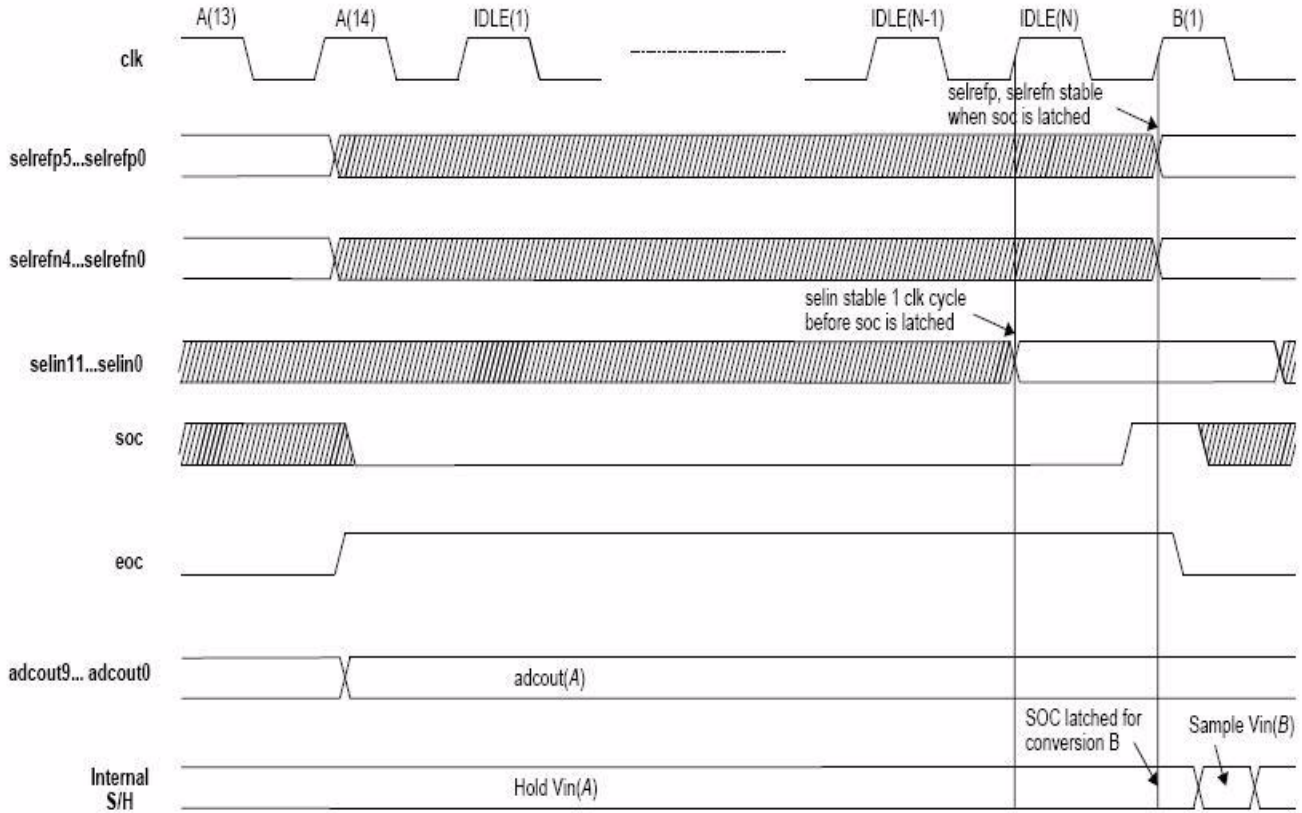 A(13) A(14) IDLE(1) IDLE(N-1) IDLE(N) B(1)
clk
selrefp, selrefn stable
when soc is latched
selrefp5...selrefp0
selrefn4...selrefn0
selin stable 1 clk cycle
before soc is latched
selin11...selin0
soc
eoc
adcout9... adcout0
adcout(A)
SOC latched for
conversion B
Sample Vin(B)
Internal
S/H
Hold Vin(A)